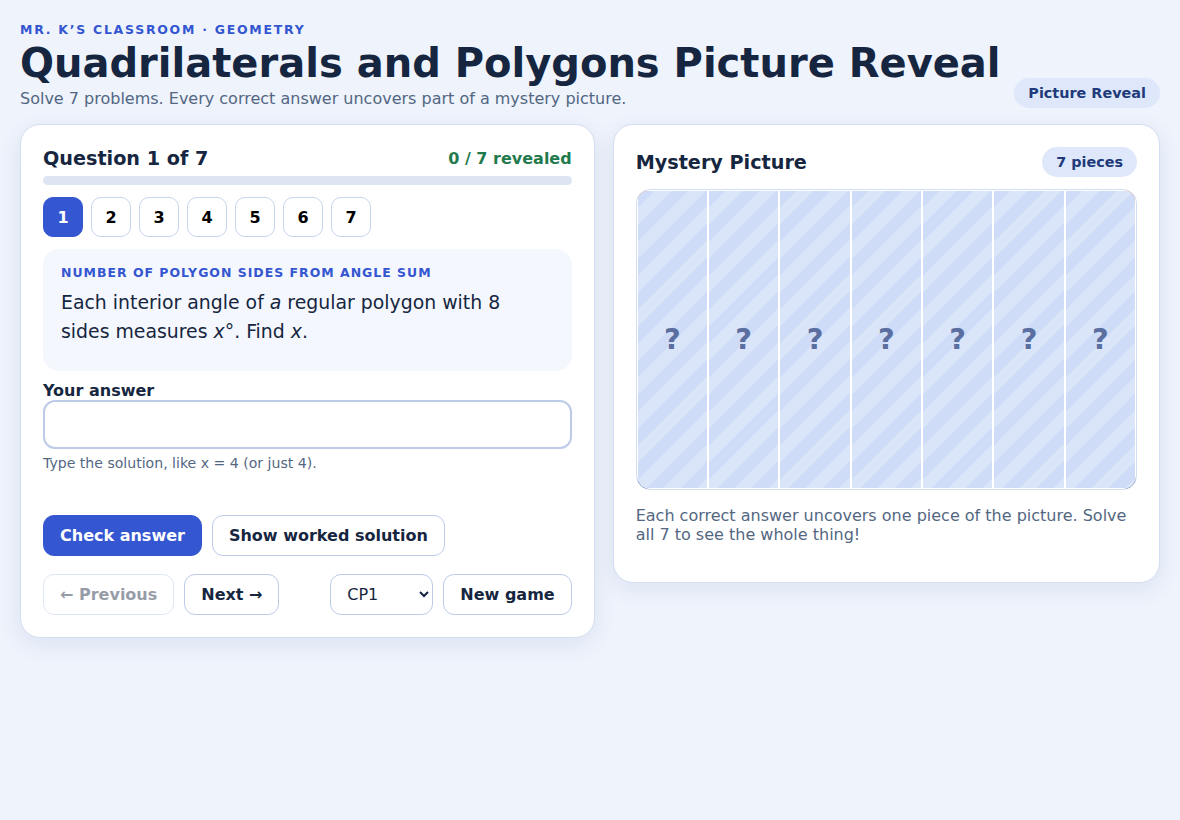 MR. K’S CLASSROOM · GEOMETRY
Quadrilaterals and Polygons Picture Reveal
Solve 7 problems. Every correct answer uncovers part of a mystery picture.
Picture Reveal
Question 1 of 7
0 / 7 revealed
1 2 3 4 5 6 7
NUMBER OF POLYGON SIDES FROM ANGLE SUM
Each interior angle of a regular polygon with 8
sides measures x°. Find x.
Your answer
Type the solution, like x = 4 (or just 4).
Check answer
Show worked solution
← Previous
Next →
CP1
New game
Mystery Picture
7 pieces
? ? ? ? ? ? ?
Each correct answer uncovers one piece of the picture. Solve
all 7 to see the whole thing!